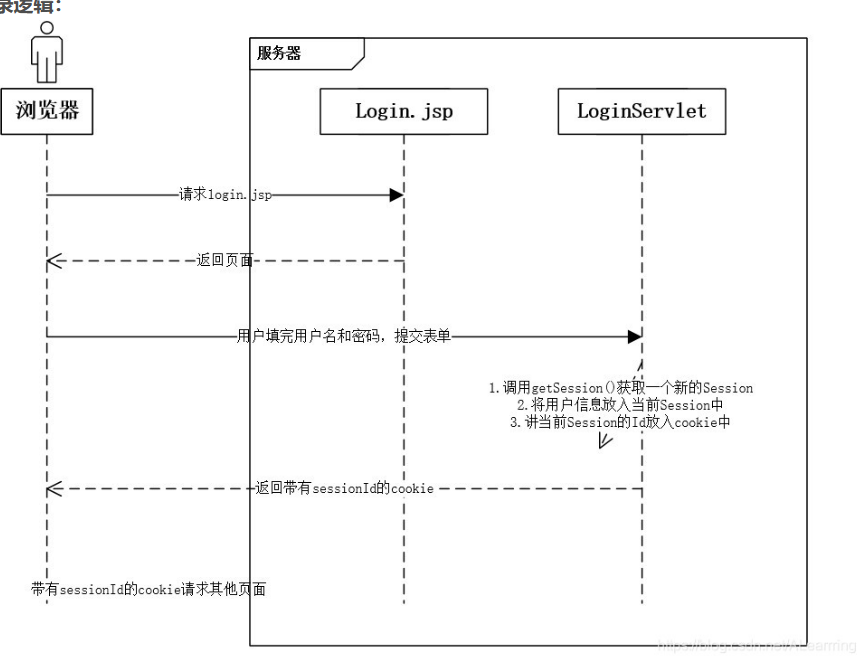 录逻辑:
服务器
浏览器
Login.jsp
LoginServlet
请求login.jsp
返回页面
用户填完用户名和密码，提交表单
1.调用getSession()获取一个新的Session
2.将用户信息放入当前Session中
3.讲当前Session的Id放入cookie中
返回带有sessionId的cookie
带有sessionId的cookie请求其他页面